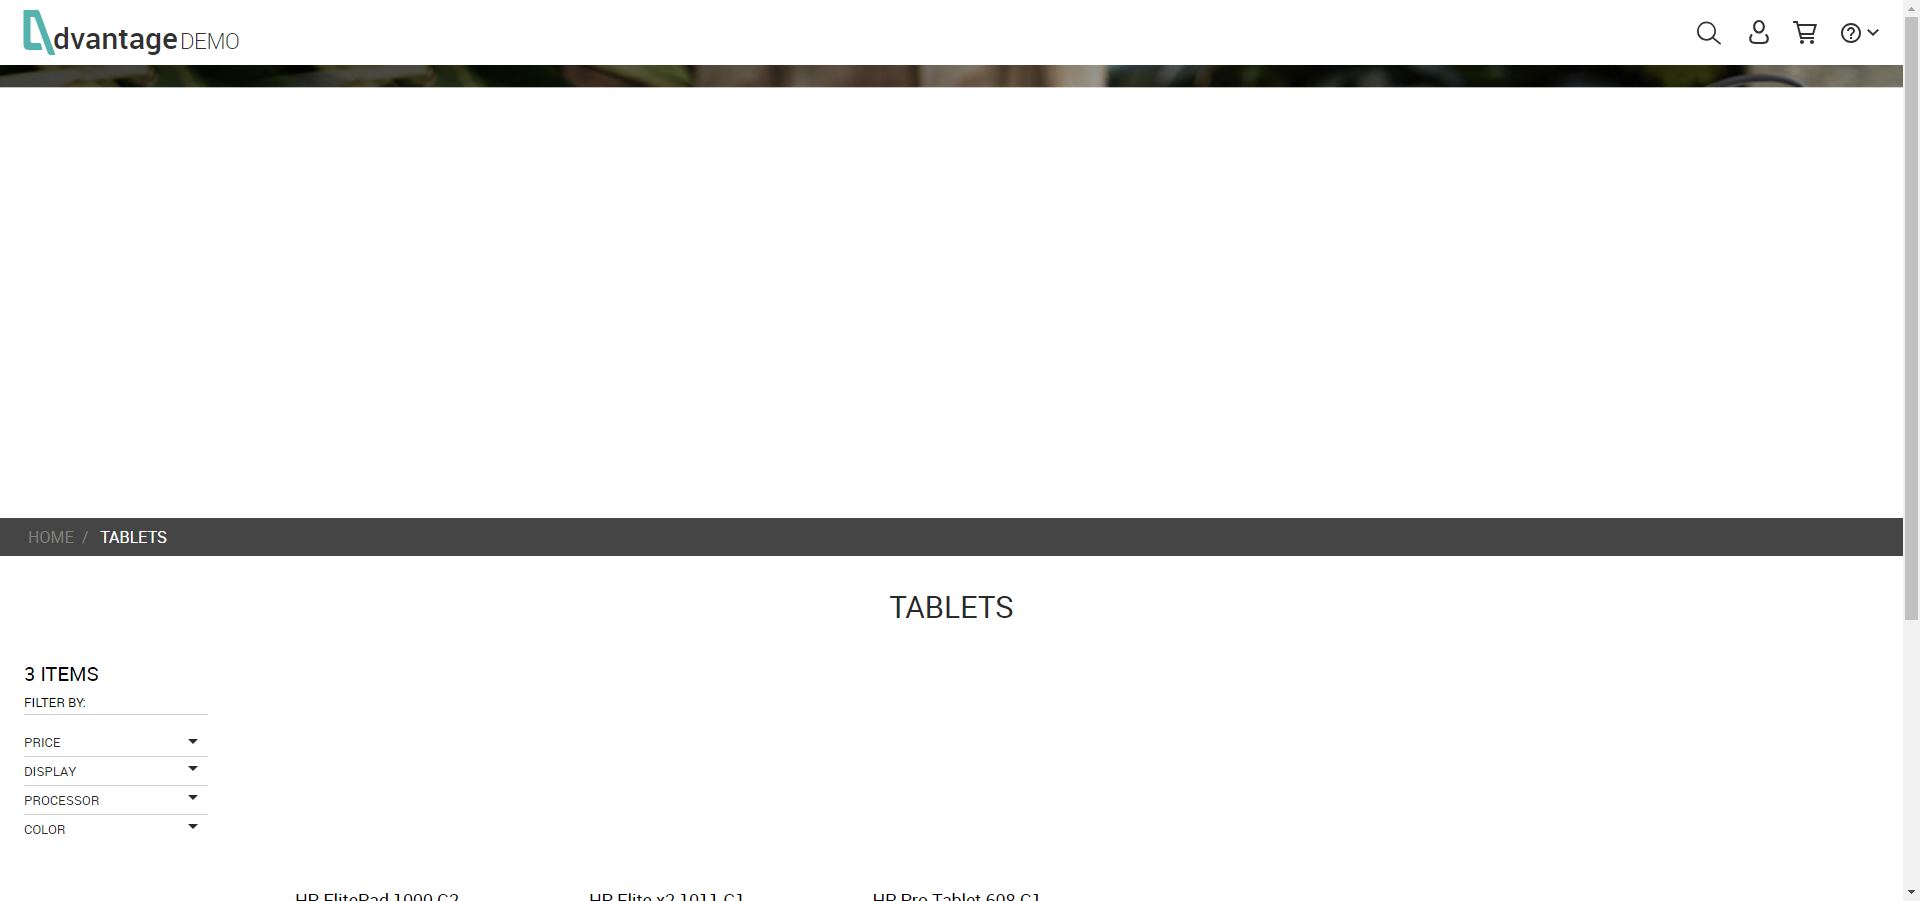 dvantage DEMO
HOME / TABLETS
TABLETS
3 ITEMS
FILTER BY:
PRICE
DISPLAY
PROCESSOR
COLOR
HP ElitePad 1000 G2 HP Elite x2 1011 G1 HP Pro Tablet 608 G1